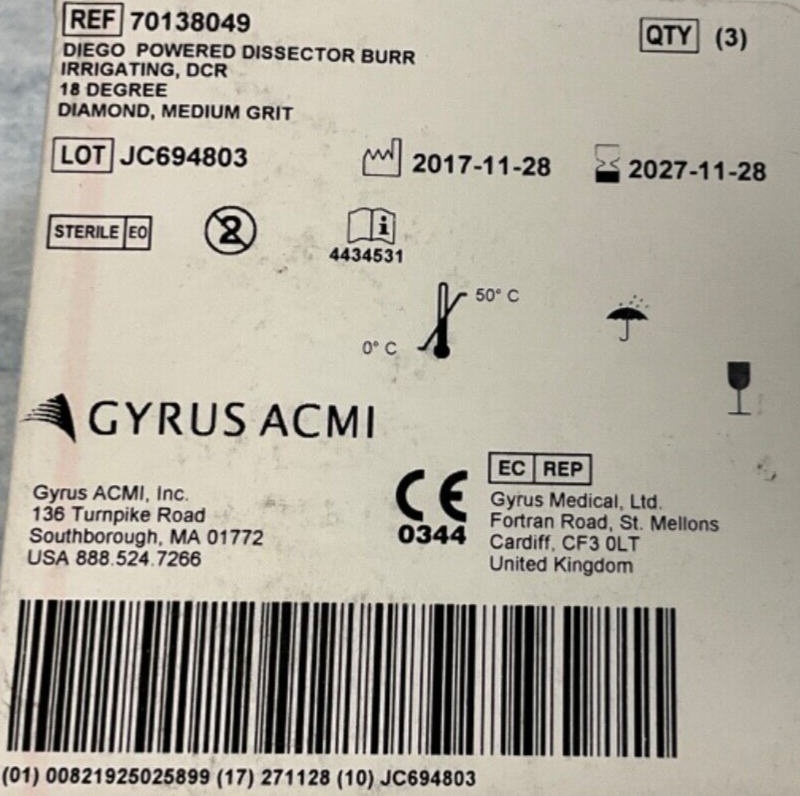 REF 70138049
QTY (3)
DIEGO POWERED DISSECTOR BURR
IRRIGATING, DCR
18 DEGREE
DIAMOND, MEDIUM GRIT
LOT JC694803
2017-11-28
2027-11-28
STERILE EO
2
i
4434531
50° C
0° C
GYRUS ACMI
Gyrus ACMI, Inc.
136 Turnpike Road
Southborough, MA 01772
USA 888.524.7266
CE
0344
EC REP
Gyrus Medical, Ltd.
Fortran Road, St. Mellons
Cardiff, CF3 0LT
United Kingdom
(01) 00821925025899 (17) 271128 (10) JC694803